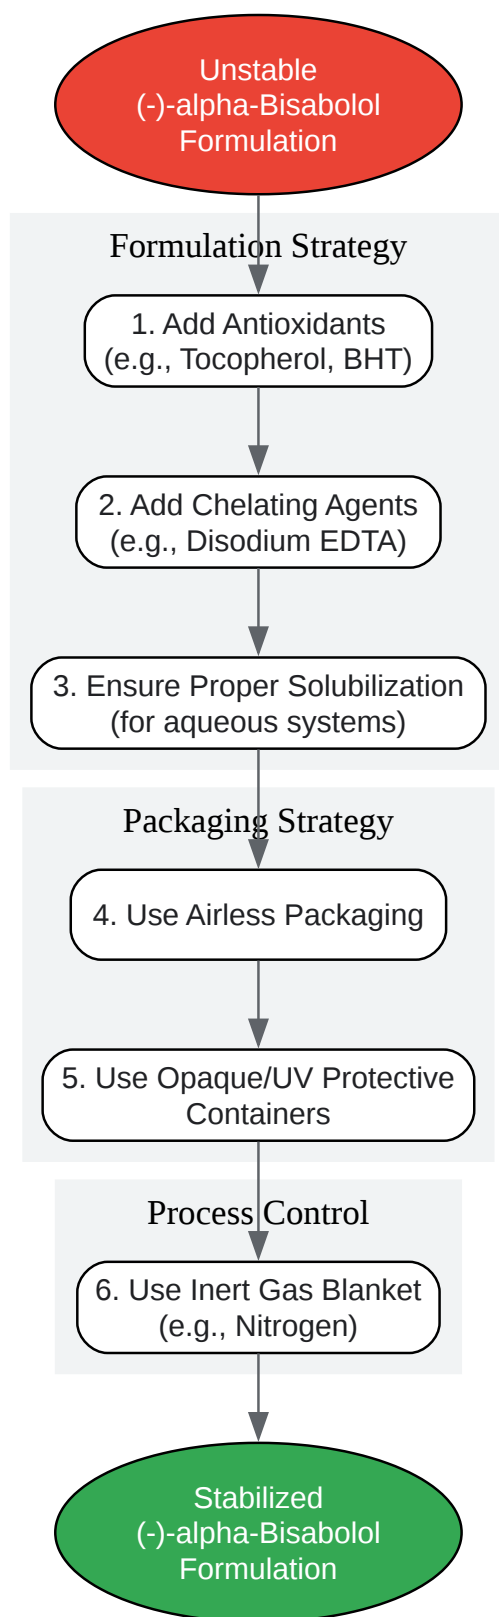 Unstable
(-)-alpha-Bisabolol
Formulation
Formulation Strategy
1. Add Antioxidants
(e.g., Tocopherol, BHT)
2. Add Chelating Agents
(e.g., Disodium EDTA)
3. Ensure Proper Solubilization
(for aqueous systems)
Packaging Strategy
4. Use Airless Packaging
5. Use Opaque/UV Protective
Containers
Process Control
6. Use Inert Gas Blanket
(e.g., Nitrogen)
Stabilized
(-)-alpha-Bisabolol
Formulation